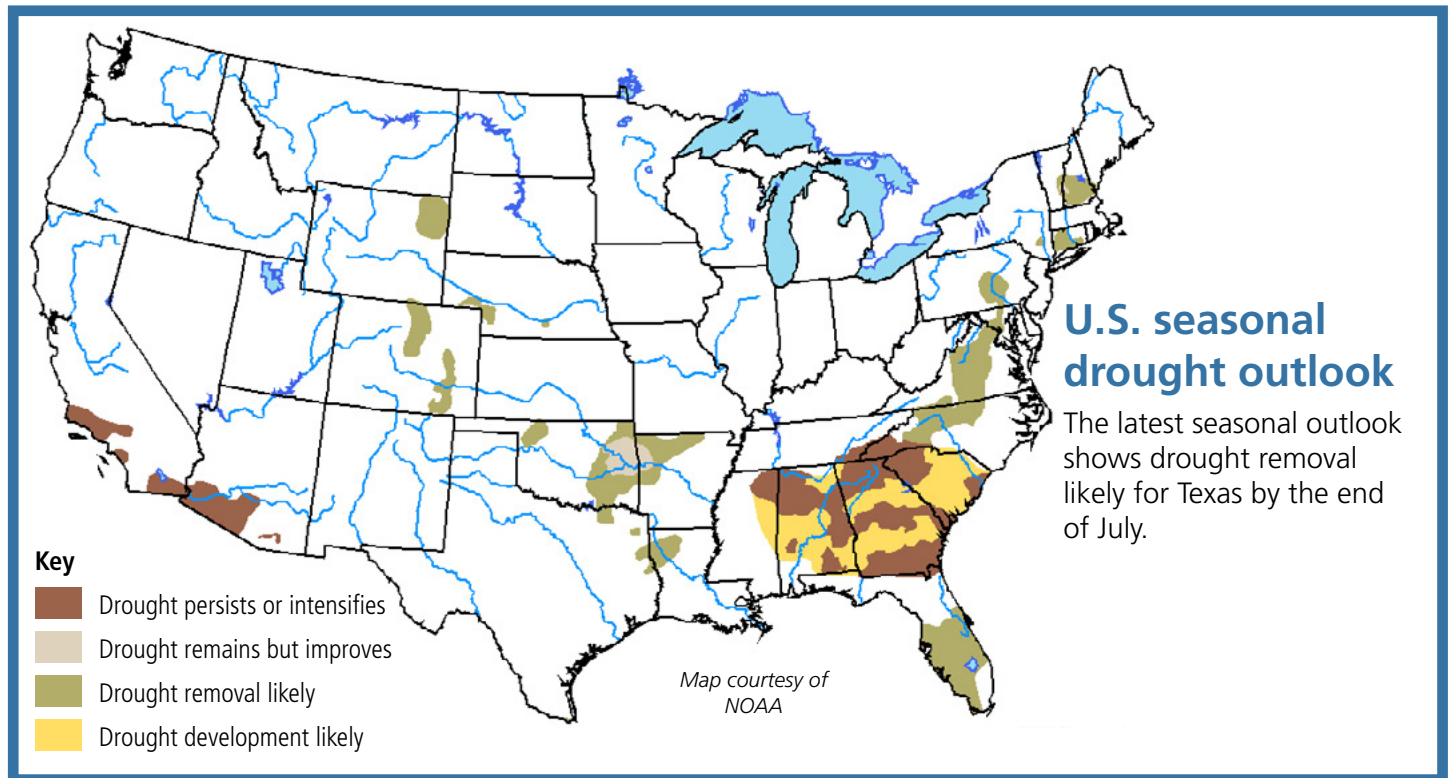 U.S. seasonal
drought outlook
The latest seasonal outlook
shows drought removal
likely for Texas by the end
of July.
Key
Drought persists or intensifies
Drought remains but improves
Drought removal likely
Drought development likely
Map courtesy of
NOAA